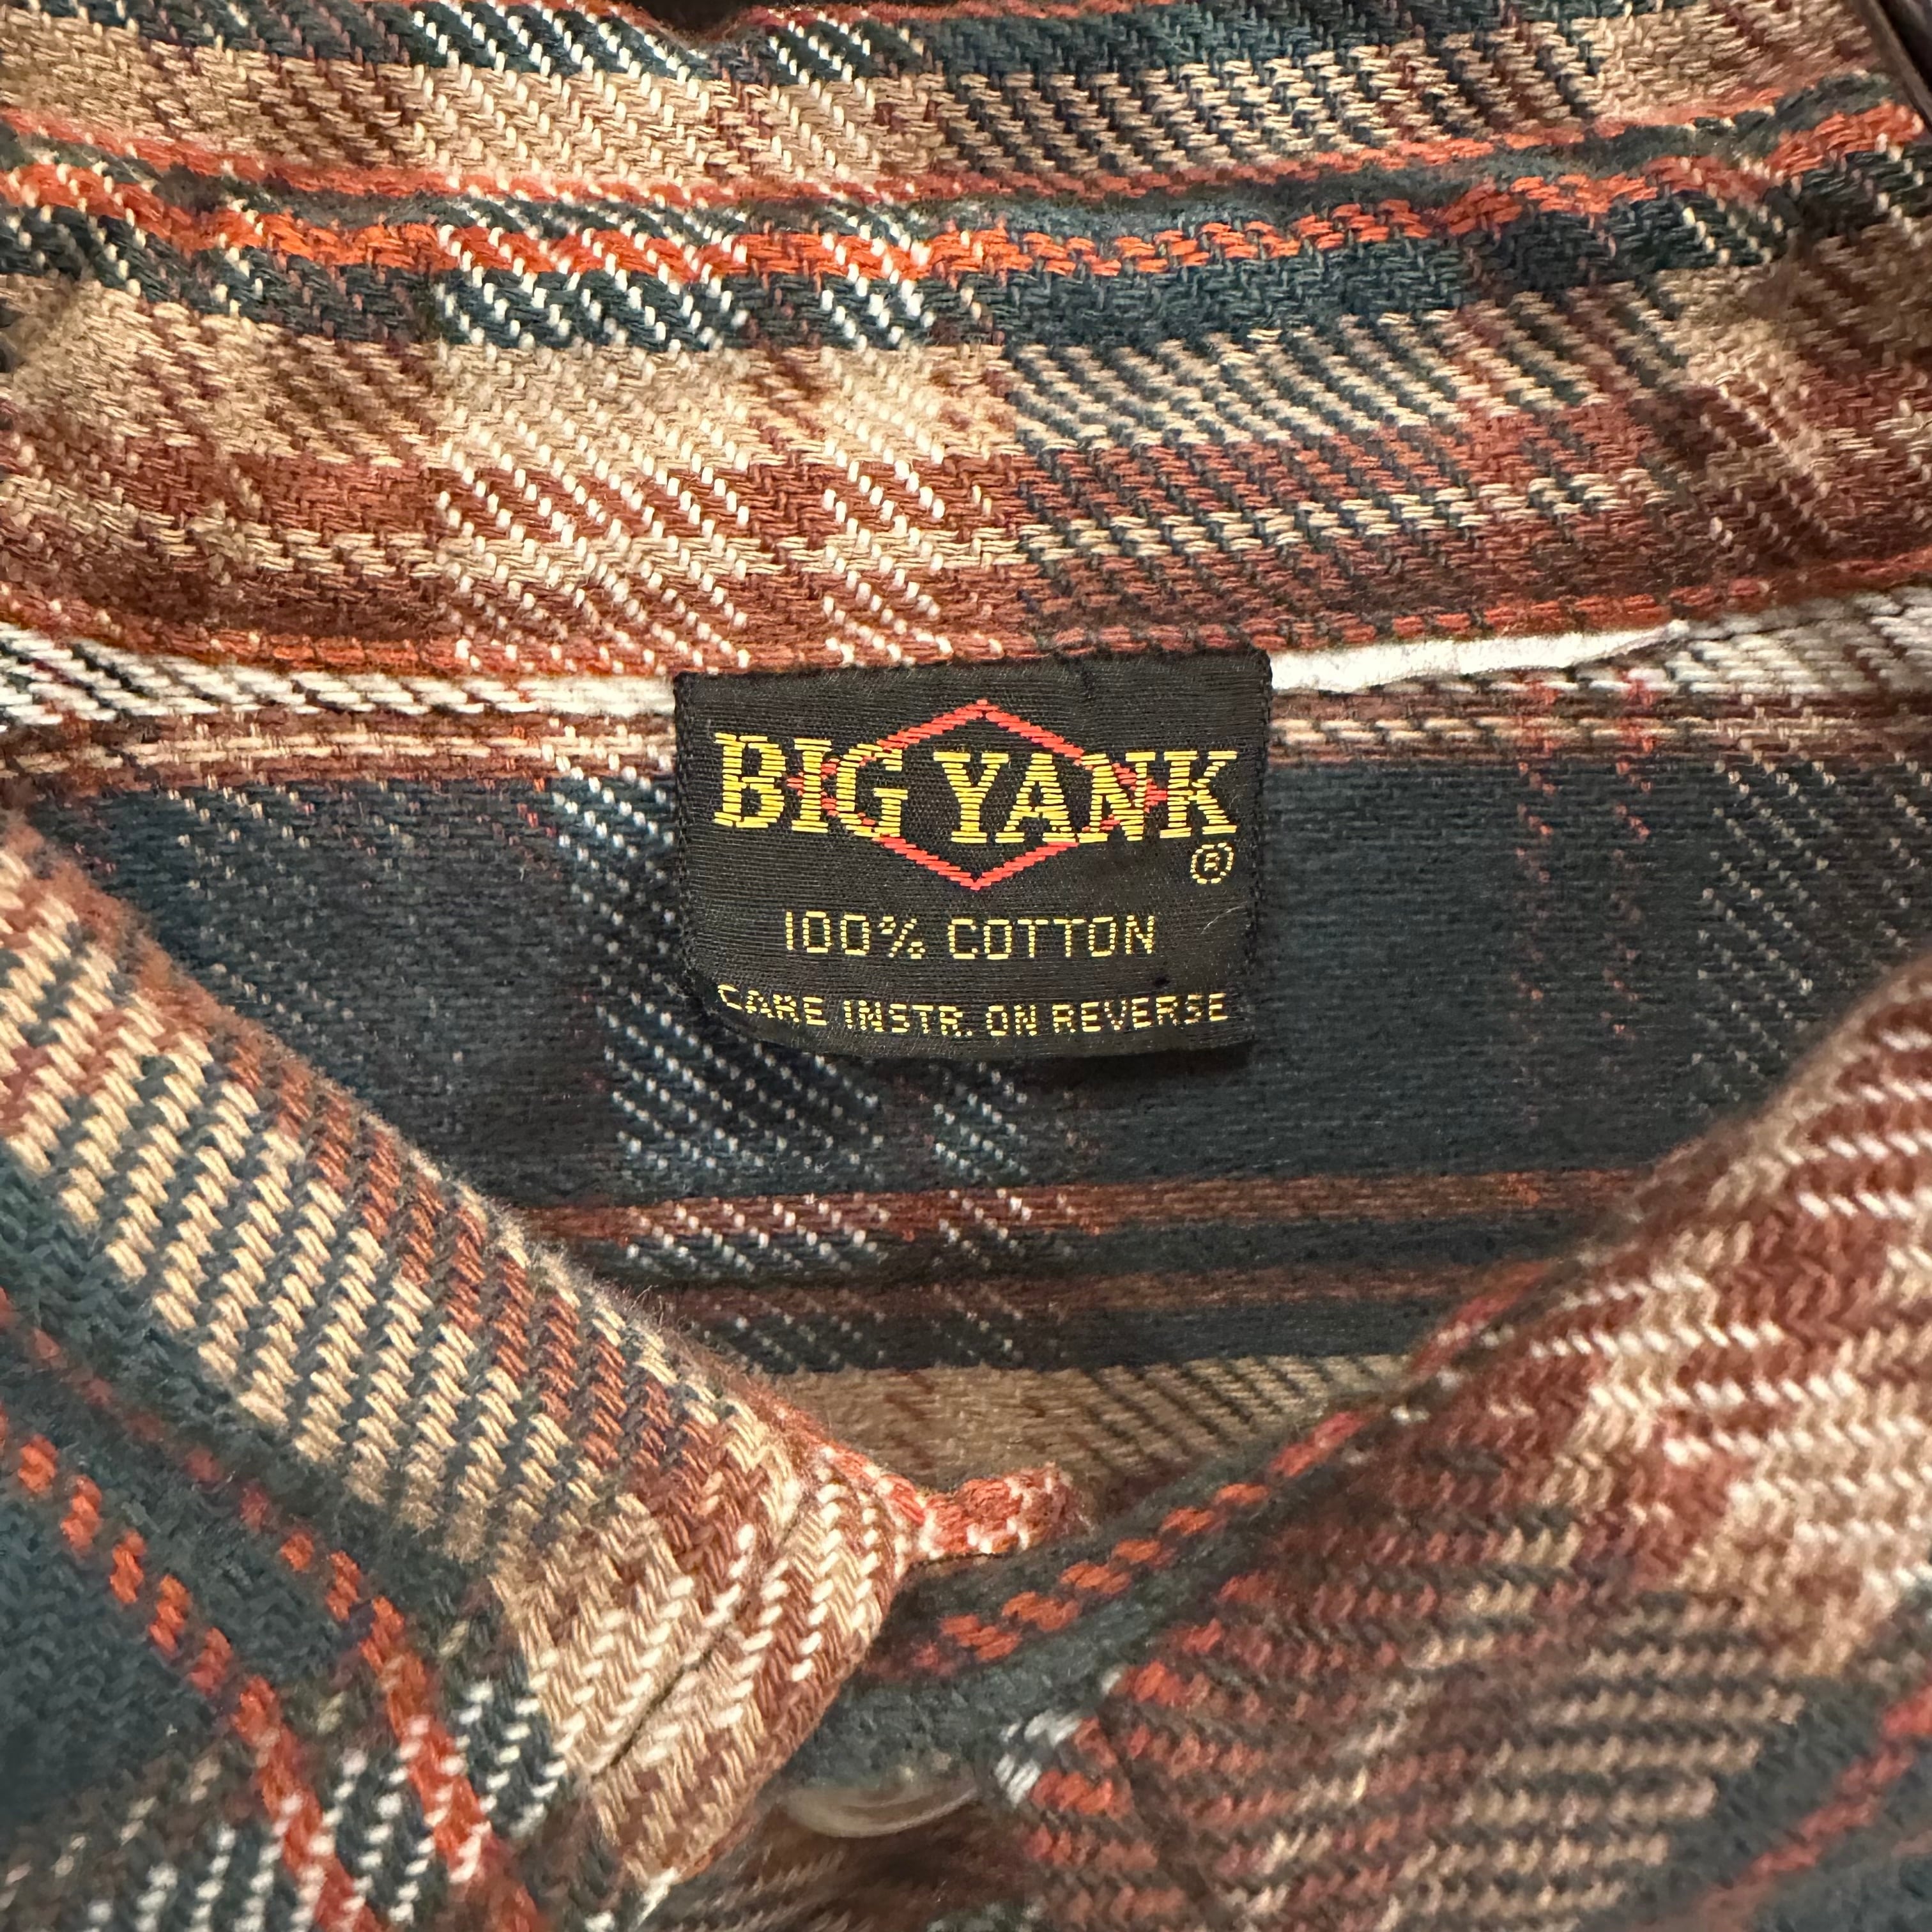 BIG YANK
®
100% COTTON
CARE INSTR. ON REVERSE